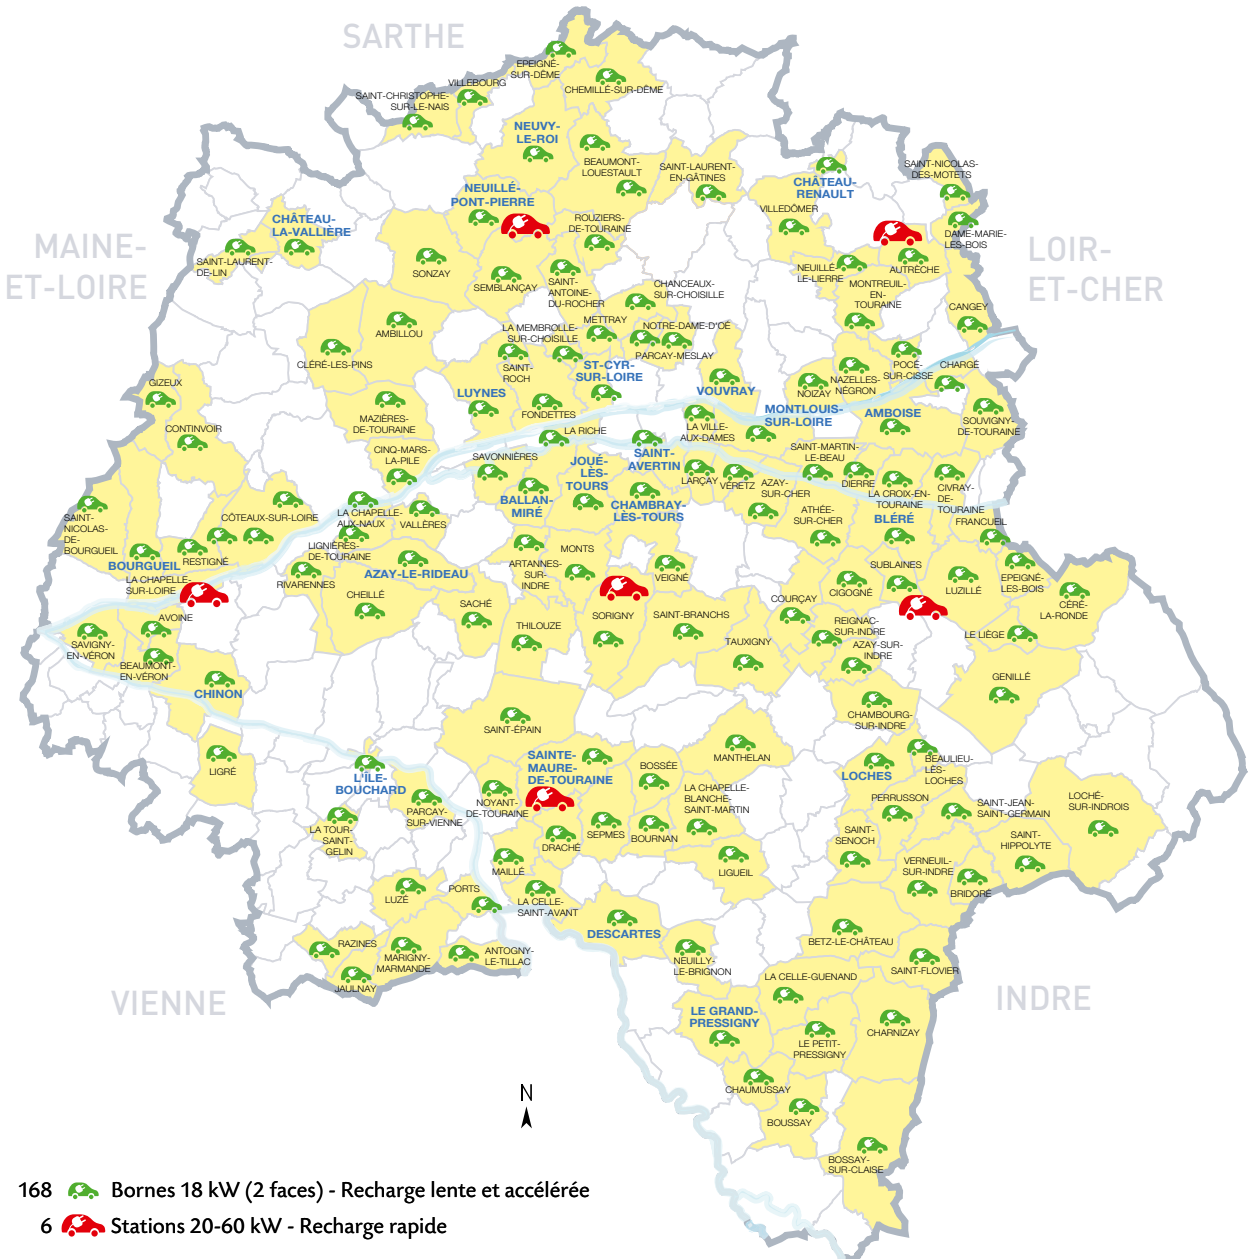 SARTHE
EPEIGNÉ-
SUR-DÊME
VILLEBOURG
CHEMILLÉ-SUR-DÊME
SAINT-CHRISTOPHE-
SUR-LE-NAIS
NEUVY-
LE-ROI
BEAUMONT-
LOUESTAULT
SAINT-LAURENT-
EN-GÂTINES
SAINT-NICOLAS-
DES-MOTETS
CHÂTEAU-
RENAULT
NEUILLÉ-
PONT-PIERRE
VILLEDÔMER
ROUZIERS-
DE-TOURAINE
CHÂTEAU-
LA-VALLIÈRE
DAME-MARIE-
LES-BOIS
MAINE-
ET-LOIRE
LOIR-
ET-CHER
SAINT-LAURENT-
DE-LIN
SONZAY
SEMBLANÇAY
SAINT-
ANTOINE-
DU-ROCHER
NEUILLÉ-
LE-LIERRE
AUTRÈCHE
MONTREUIL-
EN-
TOURAINE
CHANCEAUX-
SUR-CHOISILLE
CANGEY
AMBILLOU
LA MEMBROLLE-
SUR-CHOISILLE
METTRAY
NOTRE-DAME-D'OÉ
PARCAY-MESLAY
CLÉRÉ-LES-PINS
SAINT-
ROCH
ST-CYR-
SUR-LOIRE
POCÉ-
SUR-CISSE
CHARGÉ
NAZELLES-
NÉGRON
NOIZAY
GIZEUX
LUYNES
VOUVRAY
FONDETTES
MONTLOUIS-
SUR-LOIRE
AMBOISE
SOUVIGNY-
DE-TOURAINE
MAZIÈRES-
DE-TOURAINE
CONTINVOIR
LA RICHE
LA VILLE-
AUX-DAMES
CINQ-MARS-
LA-PILE
SAVONNIÈRES
JOUÉ-
LÈS-
TOURS
SAINT-
AVERTIN
SAINT-MARTIN-
LE-BEAU
LARÇAY
VÉRETZ
AZAY-
SUR-CHER
DIERRE
LA CROIX-EN-
TOURAINE
CIVRAY-
DE-
TOURAINE
BALLAN-
MIRÉ
CHAMBRAY-
LÈS-TOURS
ATHÉE-
SUR-CHER
BLÉRÉ
FRANCUEIL
SAINT-
NICOLAS-
DE-
BOURGUEIL
CÔTEAUX-SUR-LOIRE
LA CHAPELLE-
AUX-NAUX
VALLÈRES
LIGNIÈRES-
DE-TOURAINE
BOURGUEIL
RESTIGNÉ
AZAY-LE-RIDEAU
ARTANNES-
SUR-
INDRE
MONTS
VEIGNÉ
SUBLAINES
EPEIGNÉ-
LES-BOIS
LA CHAPELLE-
SUR-LOIRE
RIVARENNES
CHEILLÉ
CIGOGNÉ
LUZILLÉ
CÉRÉ-
LA-RONDE
COURÇAY
SACHÉ
SORIGNY
SAINT-BRANCHS
AVOINE
THILOUZE
TAUXIGNY
REIGNAC-
SUR-INDRE
LE LIÈGE
AZAY-SUR-
INDRE
SAVIGNY-
EN-VÉRON
BEAUMONT-
EN-VÉRON
CHINON
GENILLÉ
CHAMBOURG-
SUR-INDRE
SAINT-ÉPAIN
LIGRÉ
SAINTE-
MAURE-
DE-TOURAINE
MANTHELAN
BOSSÉE
LOCHES
BEAULIEU-
LÈS-
LOCHES
L'ÎLE-
BOUCHARD
NOYANT-
DE-TOURAINE
PARCAY-
SUR-VIENNE
LA CHAPELLE-
BLANCHE-
SAINT-MARTIN
PERRUSSON
SAINT-JEAN-
SAINT-GERMAIN
LOCHÉ-
SUR-INDROIS
LA TOUR-
SAINT-
GELIN
DRACHÉ
SEPMES
BOURNAN
SAINT-
SENOCH
SAINT-
HIPPOLYTE
MAILLÉ
LIGUEIL
VERNEUIL-
SUR-INDRE
BRIDORÉ
LUZÉ
PORTS
LA CELLE-
SAINT-AVANT
DESCARTES
BETZ-LE-CHÂTEAU
RAZINES
MARIGNY-
MARMANDE
ANTOGNY-
LE-TILLAC
NEUILLY-
LE-BRIGNON
SAINT-FLOVIER
JAULNAY
LA CELLE-GUENAND
VIENNE
INDRE
LE GRAND-
PRESSIGNY
CHARNIZAY
LE PETIT-
PRESSIGNY
CHAUMUSSAY
N
BOUSSAY
BOSSAY-
SUR-CLAISE
168 Bornes 18 kW (2 faces) - Recharge lente et accélérée
6 Stations 20-60 kW - Recharge rapide